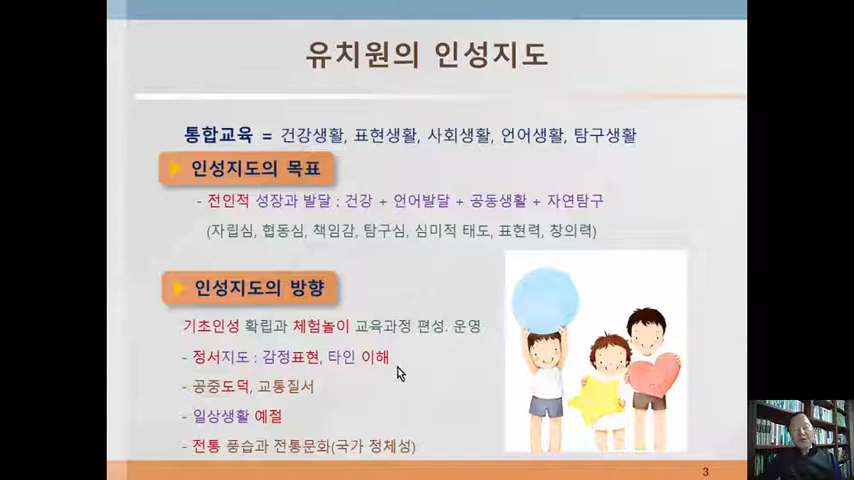 유치원의 인성지도
통합교육 = 건강생활, 표현생활, 사회생활, 언어생활, 탐구생활
인성지도의 목표
- 전인적 성장과 발달 : 건강 + 언어발달 + 공동생활 + 자연탐구
(자립심, 협동심, 책임감, 탐구심, 심미적 태도, 표현력, 창의력)
인성지도의 방향
기초인성 확립과 체험놀이 교육과정 편성. 운영
- 정서지도 : 감정표현, 타인 이해
- 공중도덕, 교통질서
- 일상생활 예절
- 전통 풍습과 전통문화(국가 정체성)
3